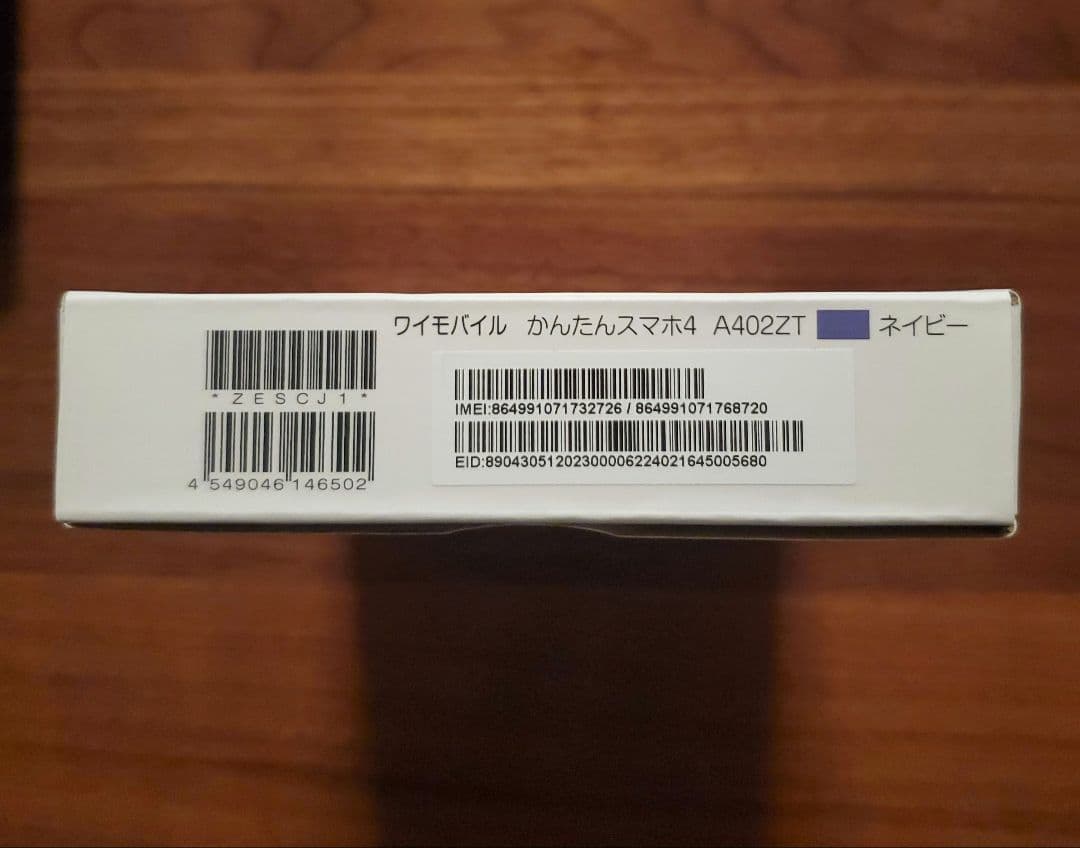 ワイモバイル かんたんスマホ4 A402ZT ネイビー
*ZESCJ1*
4 549046 146502
IMEI:864991071732726 / 864991071768720
EID:89043051202300006224021645005680